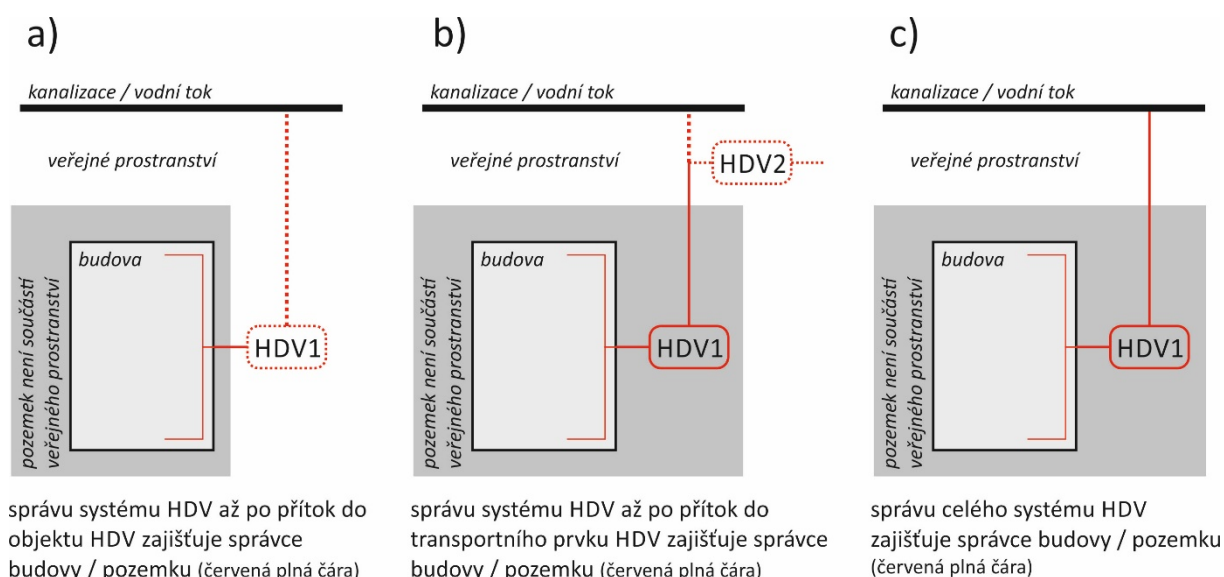 a)
kanalizace / vodní tok
veřejné prostranství
budova
pozemek není součástí
veřejného prostranství
HDV1
správu systému HDV až po přítok do
objektu HDV zajišťuje správce
budovy / pozemku (červená plná čára)
b)
kanalizace / vodní tok
veřejné prostranství
HDV2
budova
pozemek není součástí
veřejného prostranství
HDV1
správu systému HDV až po přítok do
transportního prvku HDV zajišťuje správce
budovy / pozemku (červená plná čára)
c)
kanalizace / vodní tok
veřejné prostranství
budova
pozemek není součástí
veřejného prostranství
HDV1
správu celého systému HDV
zajišťuje správce budovy / pozemku
(červená plná čára)